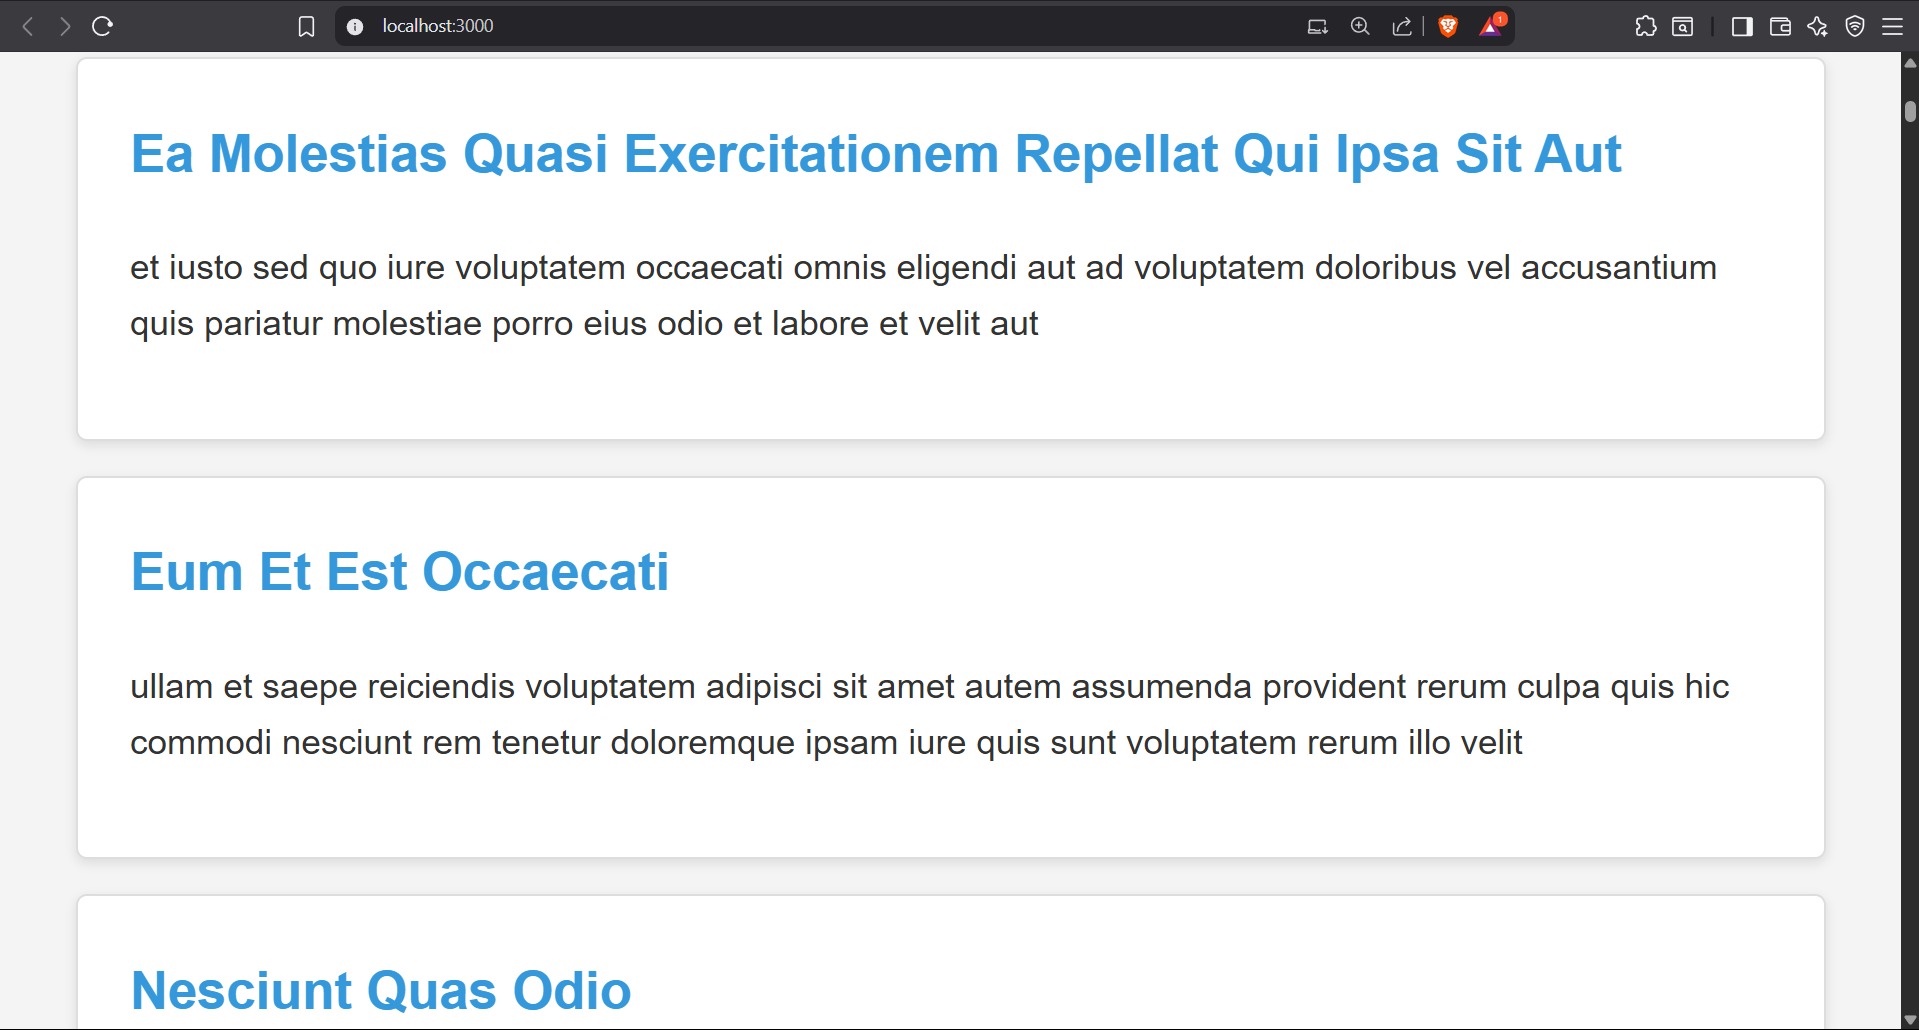 localhost:3000
1
Ea Molestias Quasi Exercitationem Repellat Qui Ipsa Sit Aut
et iusto sed quo iure voluptatem occaecati omnis eligendi aut ad voluptatem doloribus vel accusantium
quis pariatur molestiae porro eius odio et labore et velit aut
Eum Et Est Occaecati
ullam et saepe reiciendis voluptatem adipisci sit amet autem assumenda provident rerum culpa quis hic
commodi nesciunt rem tenetur doloremque ipsam iure quis sunt voluptatem rerum illo velit
Nesciunt Quas Odio